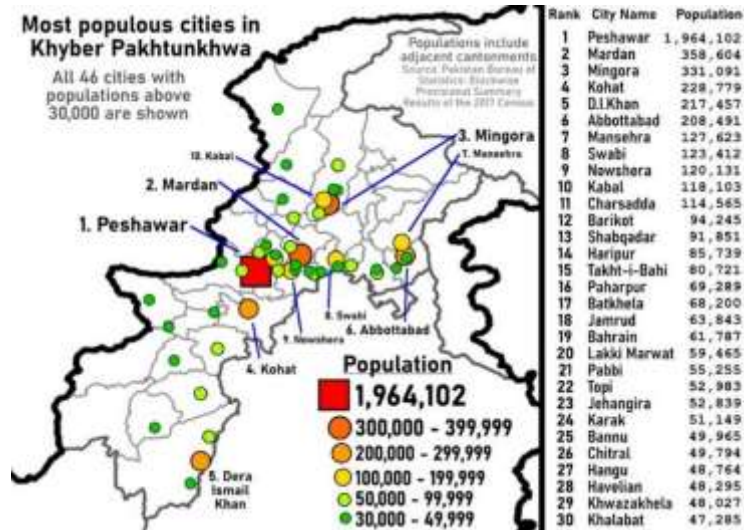 Most populous cities in
Khyber Pakhtunkhwa
All 46 cities with
populations above
30,000 are shown
Populations include
adjacent cantonments
Source: Pakistan Bureau of
Statistics: Blockwise
Provisional Summary
Results of the 2017 Census
3. Mingora
7. Mansehra
10. Kabal
2. Mardan
1. Peshawar
8. Swabi
6. Abbottabad
9. Nowshera
4. Kohat
5. Dera
Ismail
Khan
Population
1,964,102
300,000 - 399,999
200,000 - 299,999
100,000 - 199,999
50,000 - 99,999
30,000 - 49,999
Rank City Name Population
1 Peshawar 1,964,102
2 Mardan 358,604
3 Mingora 331,091
4 Kohat 228,779
5 D.I.Khan 217,457
6 Abbottabad 208,491
7 Mansehra 127,623
8 Swabi 123,412
9 Nowshera 120,131
10 Kabal 118,103
11 Charsadda 114,565
12 Barikot 94,245
13 Shabqadar 91,851
14 Haripur 85,739
15 Takht-i-Bahi 80,721
16 Paharpur 69,289
17 Batkhela 68,200
18 Jamrud 63,843
19 Bahrain 61,787
20 Lakki Marwat 59,465
21 Pabbi 55,255
22 Topi 52,983
23 Jehangira 52,839
24 Karak 51,149
25 Bannu 49,965
26 Chitral 49,794
27 Hangu 48,764
28 Havelian 48,295
29 Khwazakhela 48,027
30 Khalabat 47,285